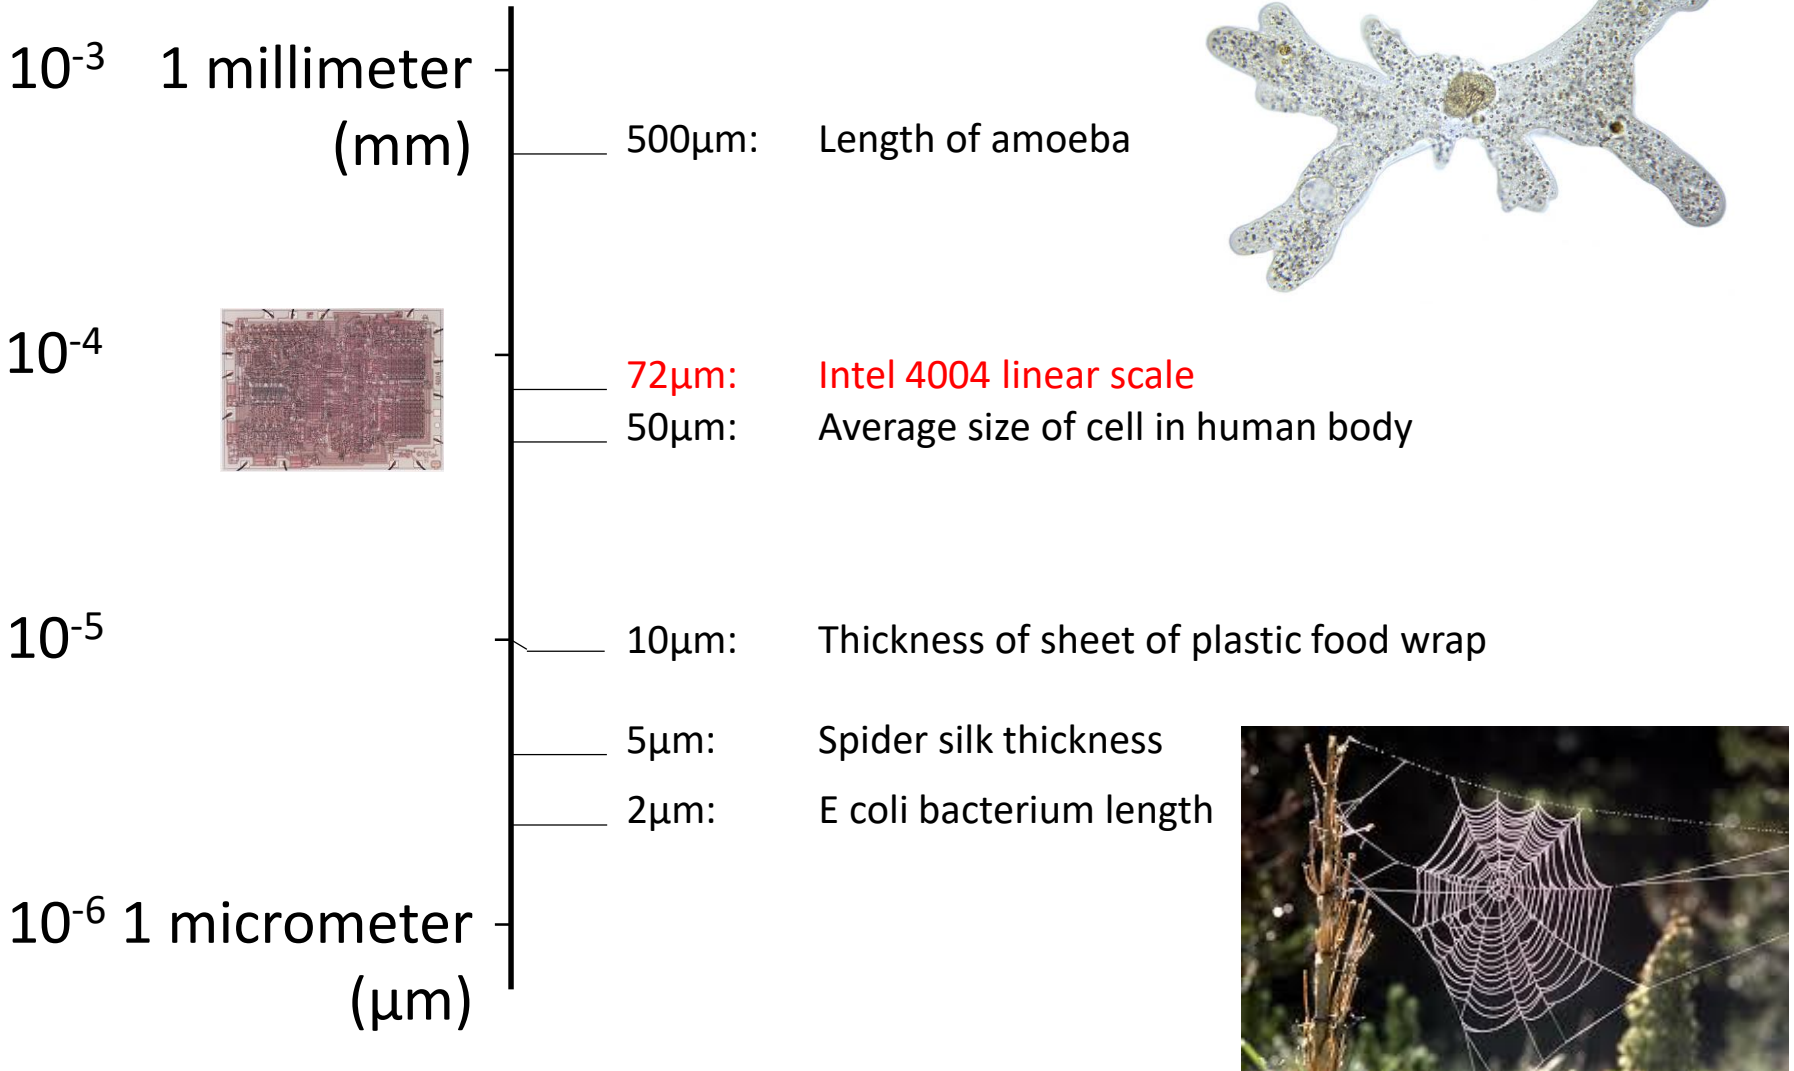 10-3 1 millimeter
(mm)
500µm: Length of amoeba
10-4
72µm: Intel 4004 linear scale
50µm: Average size of cell in human body
10-5
10µm: Thickness of sheet of plastic food wrap
5µm: Spider silk thickness
2µm: E coli bacterium length
10-6 1 micrometer
(µm)